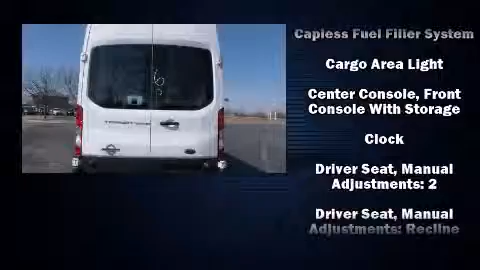 Capless Fuel Filler System
Cargo Area Light
Center Console, Front
Console With Storage
Clock
Driver Seat, Manual
Adjustments: 2
Driver Seat, Manual
Adjustments: Recline
TRANSIT